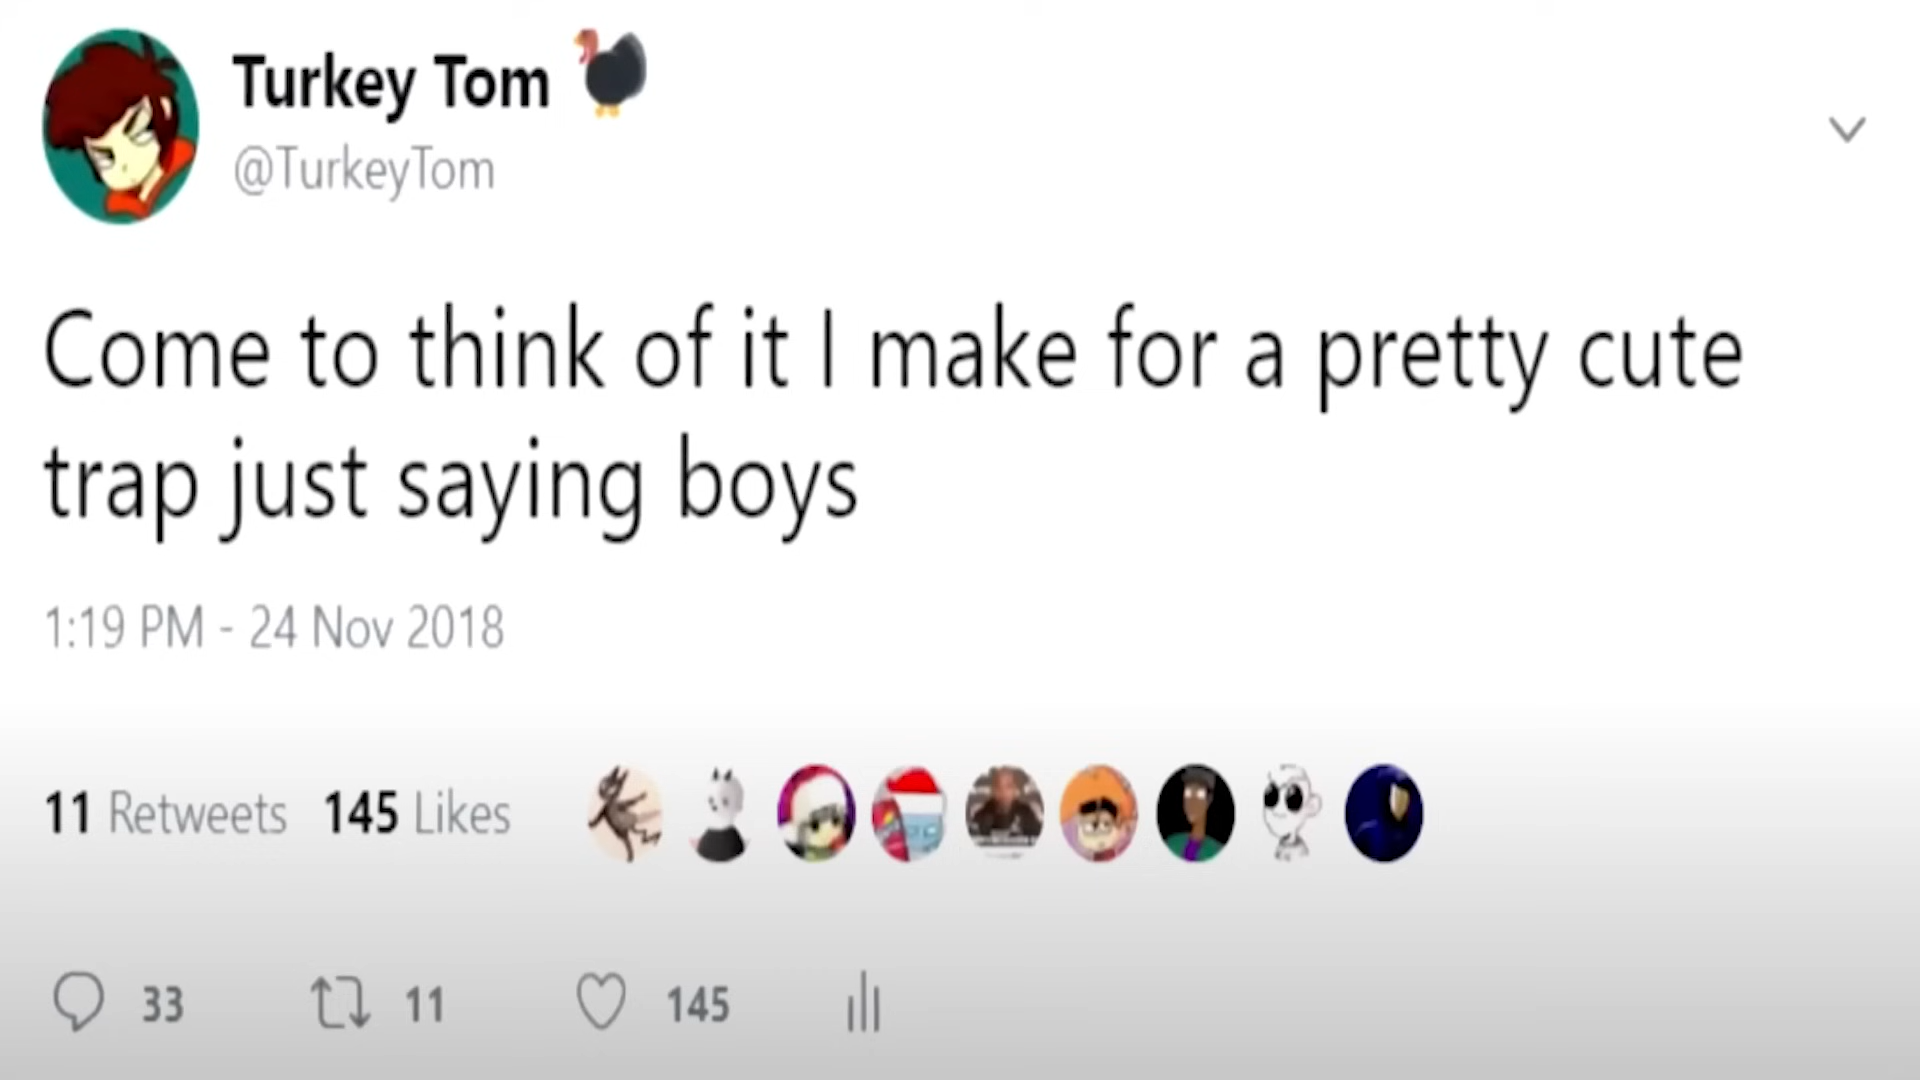 Turkey Tom
@TurkeyTom
Come to think of it I make for a pretty cute
trap just saying boys
1:19 PM - 24 Nov 2018
11 Retweets 145 Likes
33 11 145